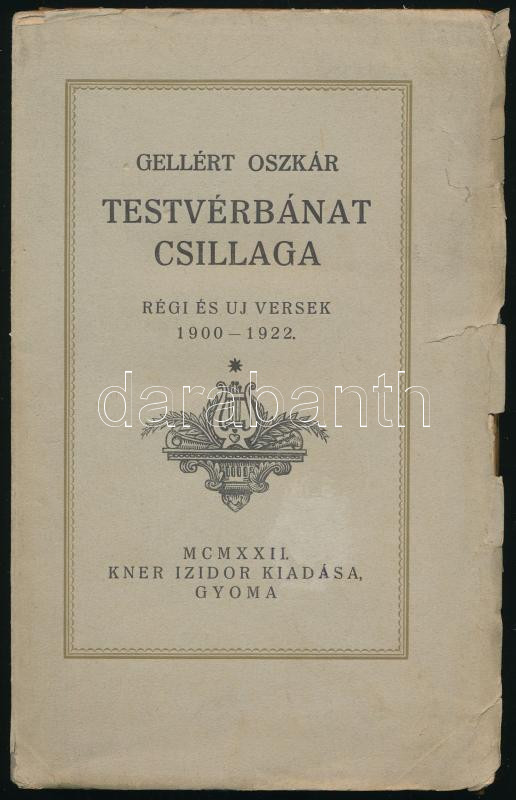 GELLÉRT OSZKÁR
TESTVÉRBÁNAT
CSILLAGA
RÉGI ÉS UJ VERSEK
1900 – 1922.
darabanth
MCMXXII.
KNER IZIDOR KIADÁSA,
GYOMA